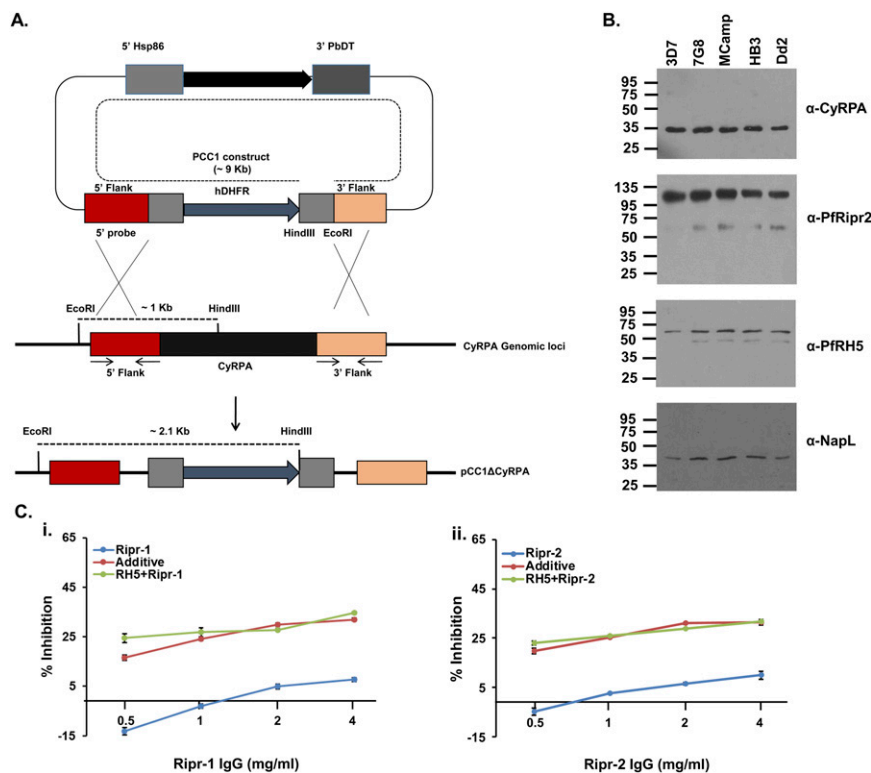 A.
5' Hsp86
3' PbDT
PCC1 construct
(~ 9 Kb)
5' Flank
hDHFR
3' Flank
5' probe
HindIII
EcoRI
EcoRI
~ 1 Kb
HindIII
CyRPA Genomic loci
5' Flank
CyRPA
3' Flank
EcoRI
~ 2.1 Kb
HindIII
pCC1ΔCyRPA
B.
3D7
7G8
MCamp
HB3
Dd2
95
75
50
35
25
α-CyRPA
135
95
75
50
35
25
α-PfRipr2
95
75
50
35
25
α-PfRH5
95
75
50
35
25
α-NapL
C.
i.
65
45
25
5
-15
% Inhibition
Ripr-1
Additive
RH5+Ripr-1
0.5 1 2 4
Ripr-1 IgG (mg/ml)
ii.
65
45
25
5
-15
% Inhibition
Ripr-2
Additive
RH5+Ripr-2
0.5 1 2 4
Ripr-2 IgG (mg/ml)